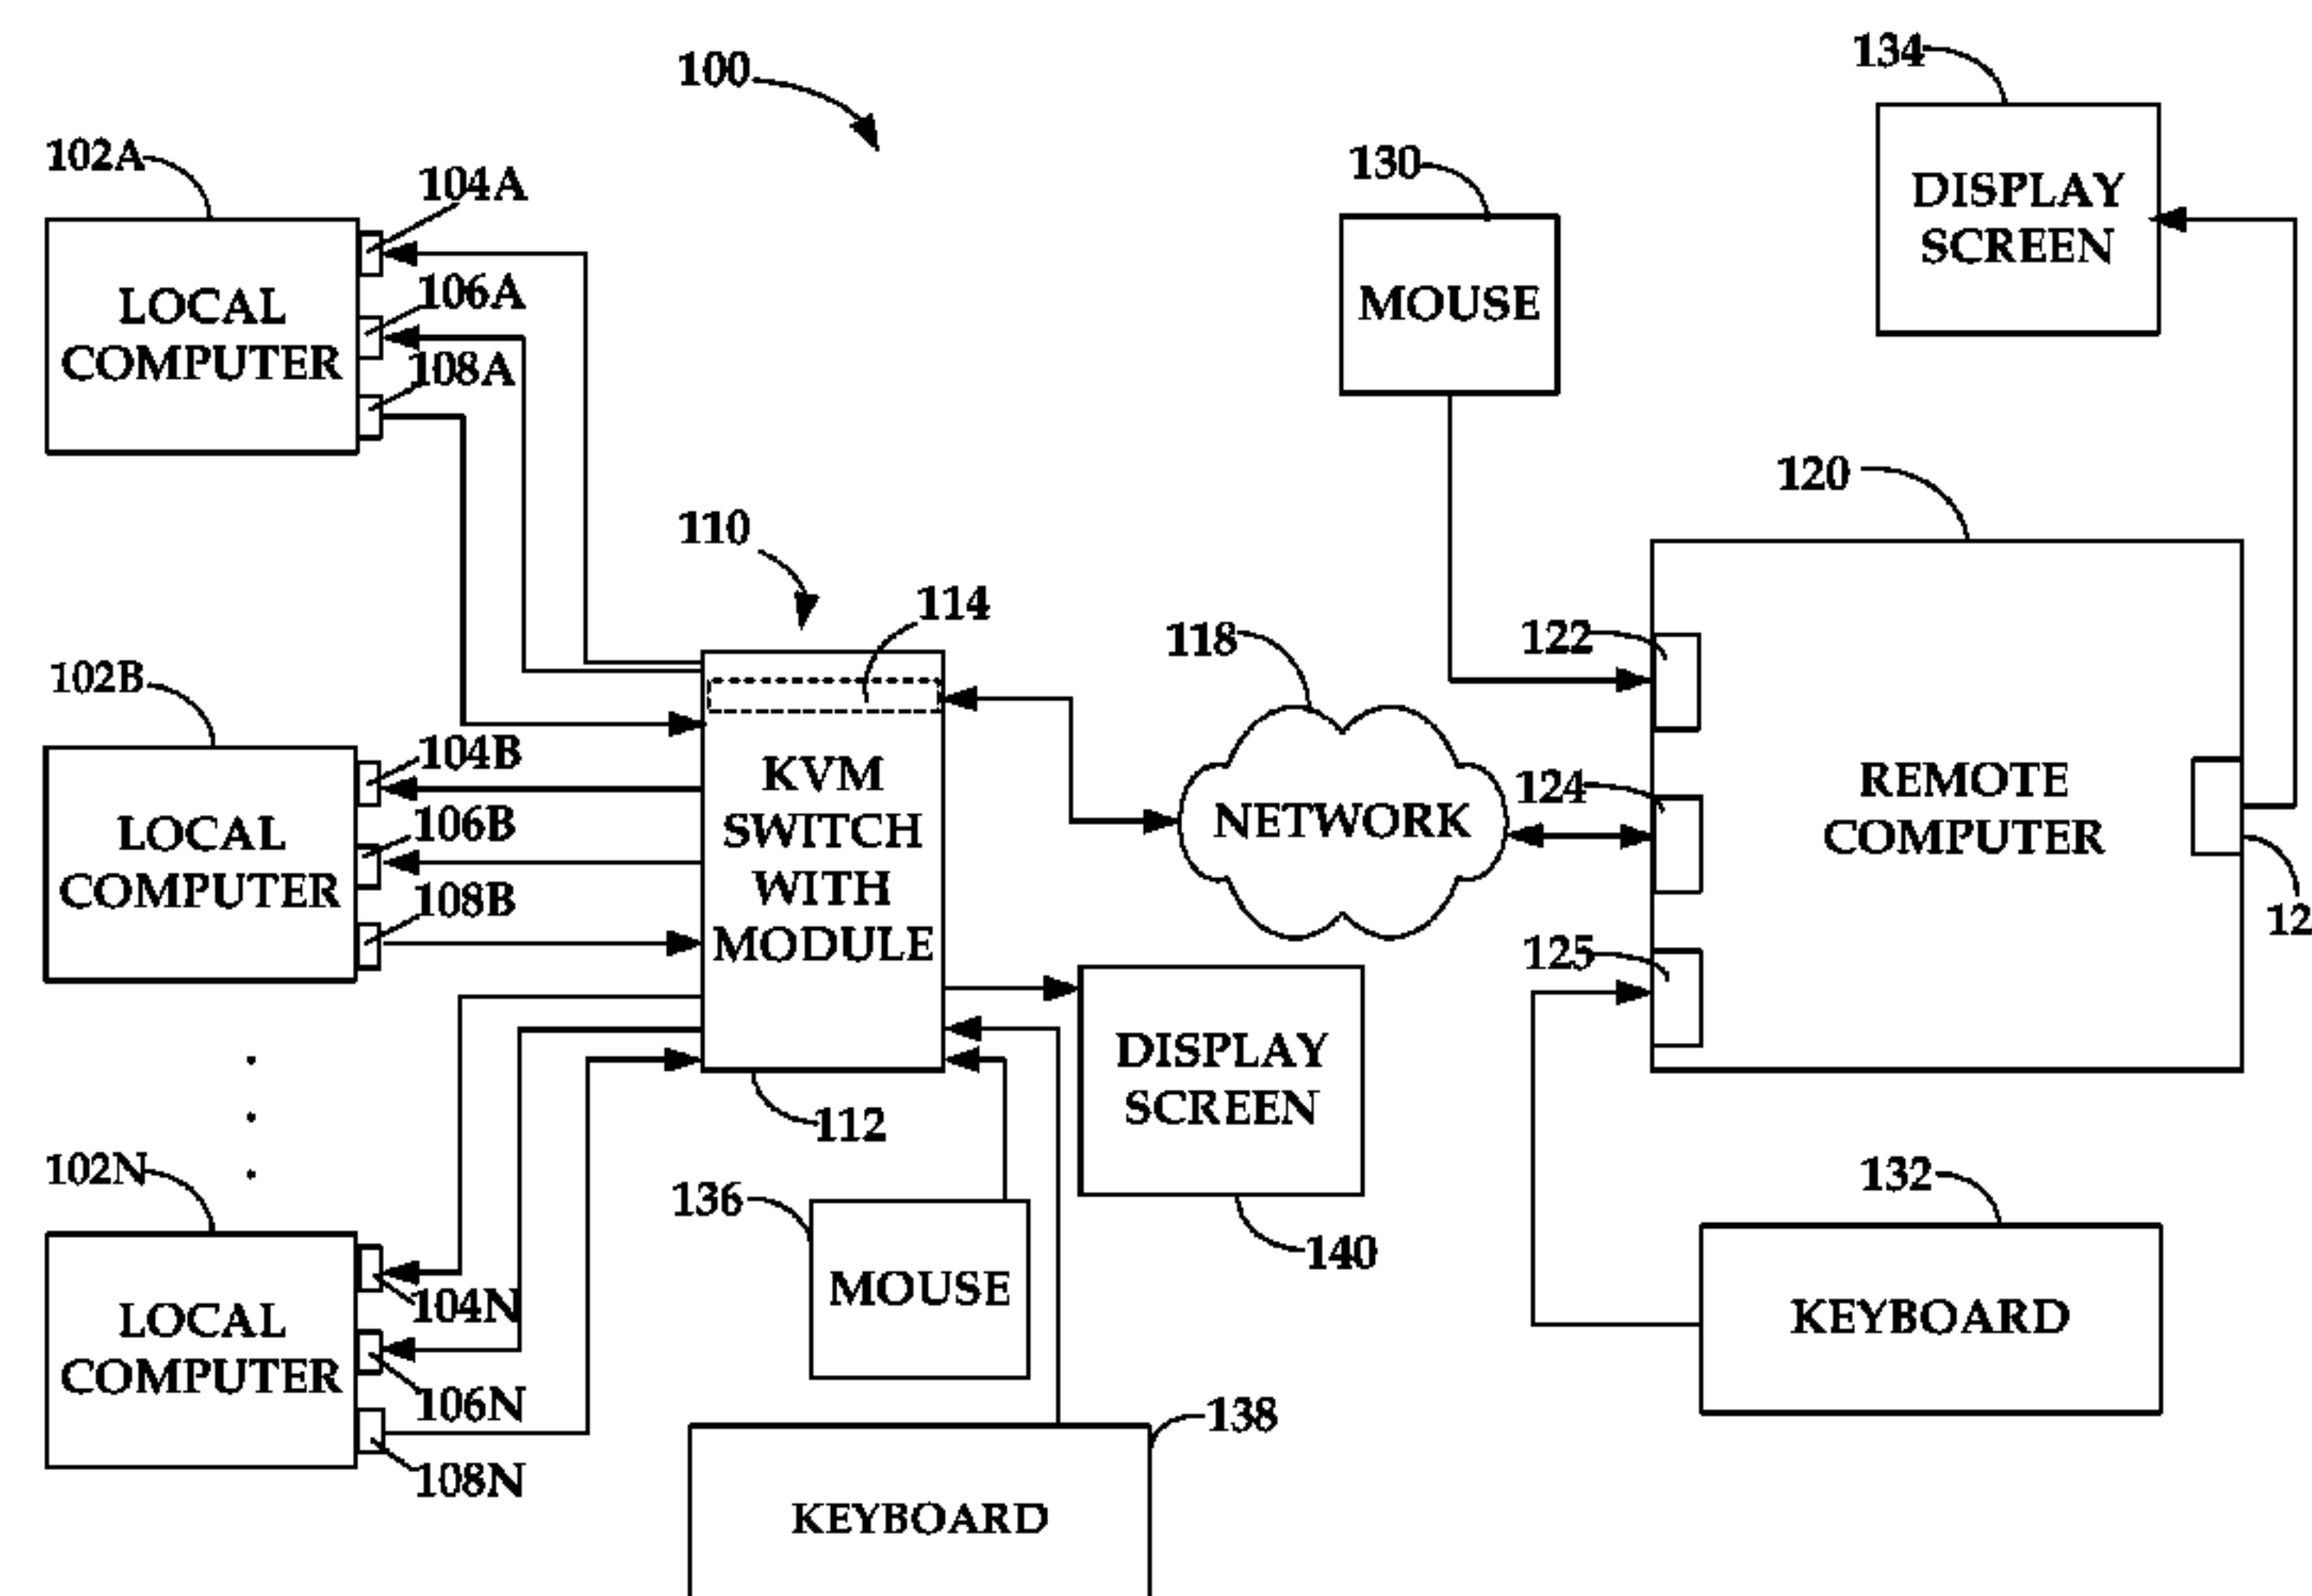 100
134
102A
104A
130
DISPLAY
SCREEN
106A
LOCAL
COMPUTER
MOUSE
108A
120
110
114
118
122
102B
104B
KVM
SWITCH
WITH
MODULE
NETWORK
124
REMOTE
COMPUTER
LOCAL
COMPUTER
106B
108B
12
125
DISPLAY
SCREEN
112
102N
136
140
132
104N
MOUSE
LOCAL
COMPUTER
KEYBOARD
106N
138
108N
KEYBOARD